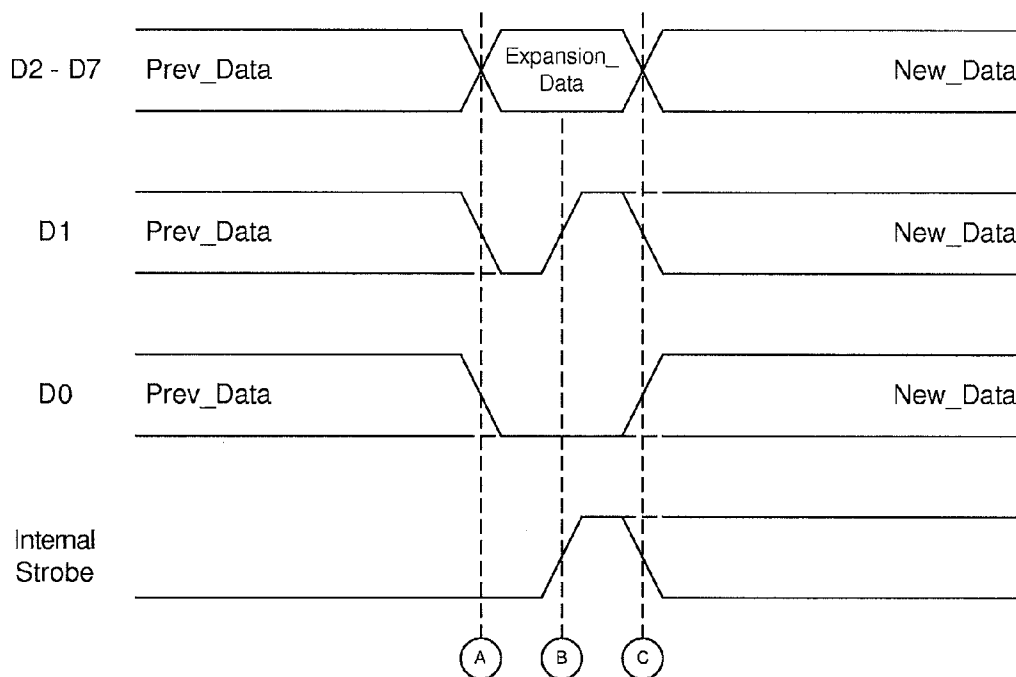 D2 - D7
Prev_Data
Expansion_
Data
New_Data
D1
Prev_Data
New_Data
D0
Prev_Data
New_Data
Internal
Strobe
A
B
C